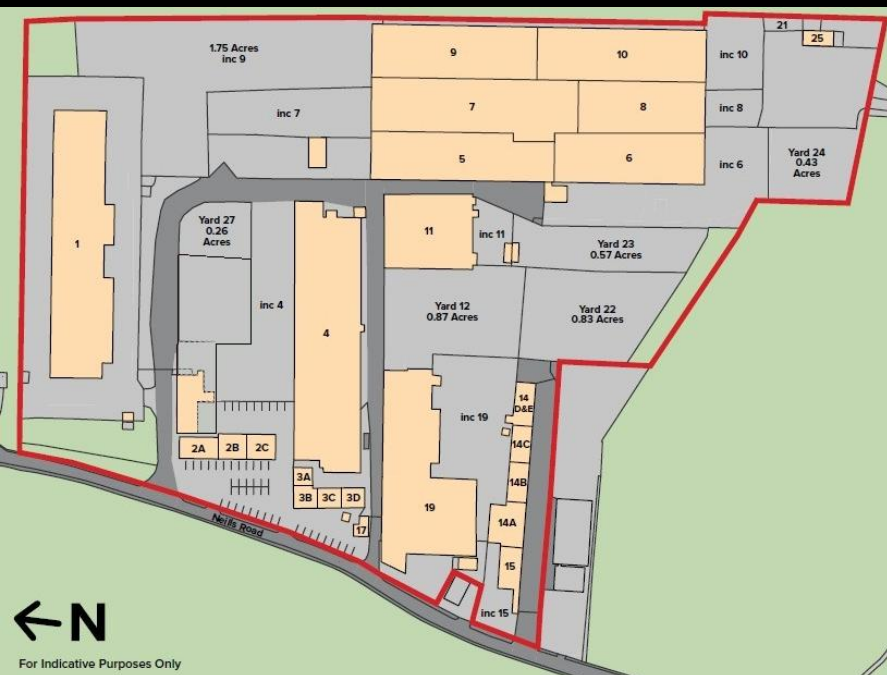 1.75 Acres
inc 9
9
10
inc 10
21
25
inc 7
7
8
inc 8
5
6
inc 6
Yard 24
0.43
Acres
1
Yard 27
0.26
Acres
inc 4
4
11
inc 11
Yard 23
0.57 Acres
Yard 12
0.87 Acres
Yard 22
0.83 Acres
inc 19
14
D&E
14C
14B
14A
15
inc 15
19
2A
2B
2C
3A
3B
3C
3D
17
Neills Road
N
For Indicative Purposes Only